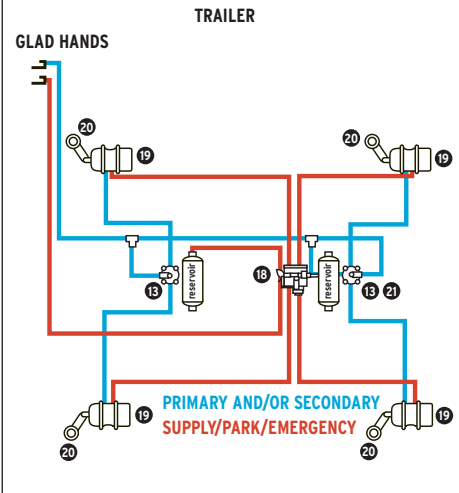 TRAILER
GLAD HANDS
20
19
20
19
13
reservoir
18
reservoir
13 21
19
20
PRIMARY AND/OR SECONDARY
SUPPLY/PARK/EMERGENCY
19
20